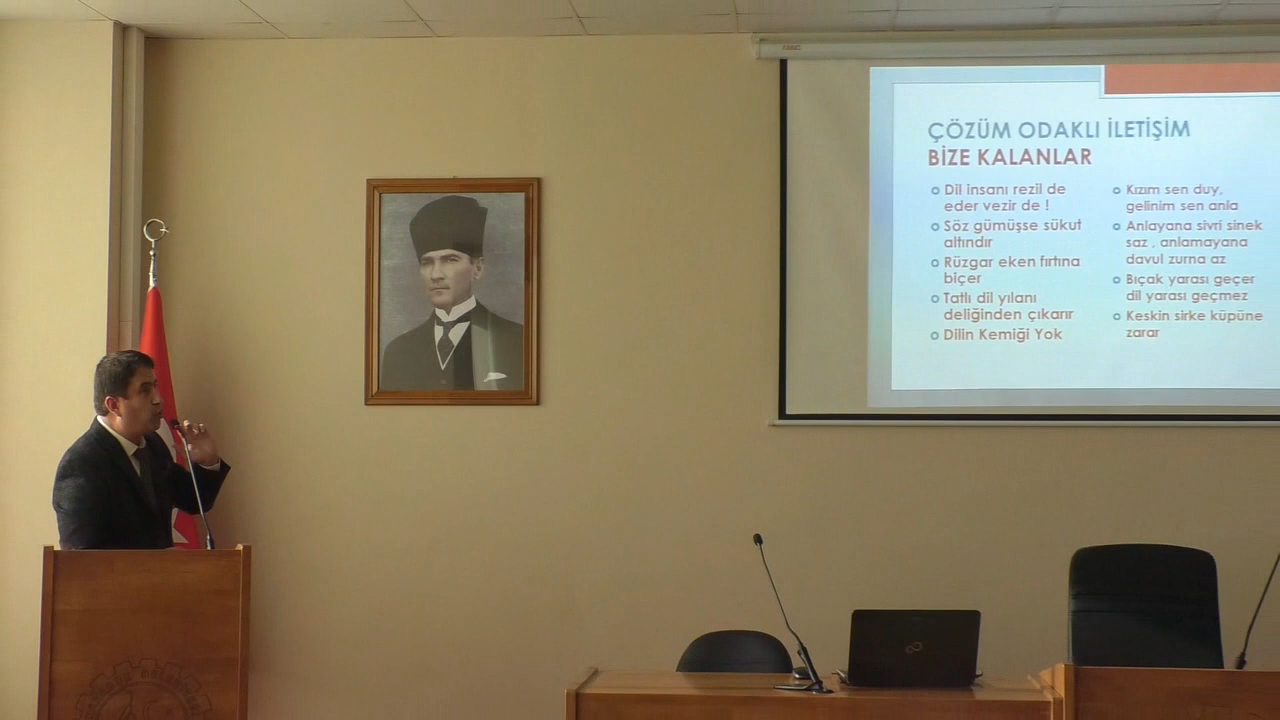 ÇÖZÜM ODAKLI İLETİŞİM
BİZE KALANLAR
Dil insanı rezil de
eder vezir de !
Söz gümüşse sükut
altındır
Rüzgar eken fırtına
biçer
Tatlı dil yılanı
deliğinden çıkarır
Dilin Kemiği Yok
Kızım sen duy,
gelinim sen anla
Anlayana sivri sinek
saz , anlamayana
davul zurna az
Bıçak yarası geçer
dil yarası geçmez
Keskin sirke küpüne
zarar